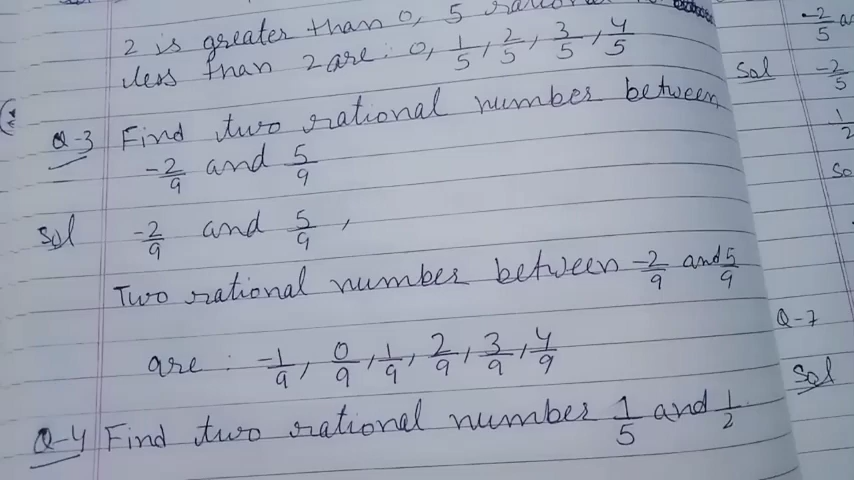 2 is greater than 0, 5
less than 2 are : 0, 1/5, 2/5, 3/5, 4/5
Q-3 Find two rational number between
-2/9 and 5/9
Sol -2/9 and 5/9,
Two rational number between -2/9 and 5/9
are : -1/9, 0/9, 1/9, 2/9, 3/9, 4/9
Q-4 Find two rational number 1/5 and 1/2
-2/5
Sol -2/5
1/2
So
Q-7
Sol